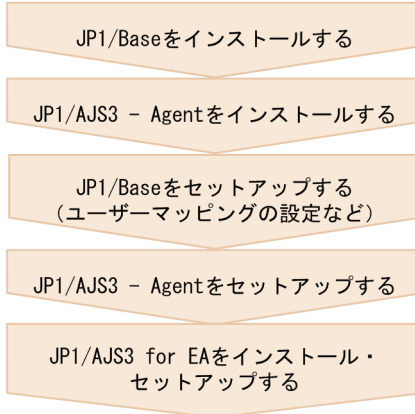 JP1/Baseをインストールする
JP1/AJS3 - Agentをインストールする
JP1/Baseをセットアップする
（ユーザーマッピングの設定など）
JP1/AJS3 - Agentをセットアップする
JP1/AJS3 for EAをインストール・
セットアップする